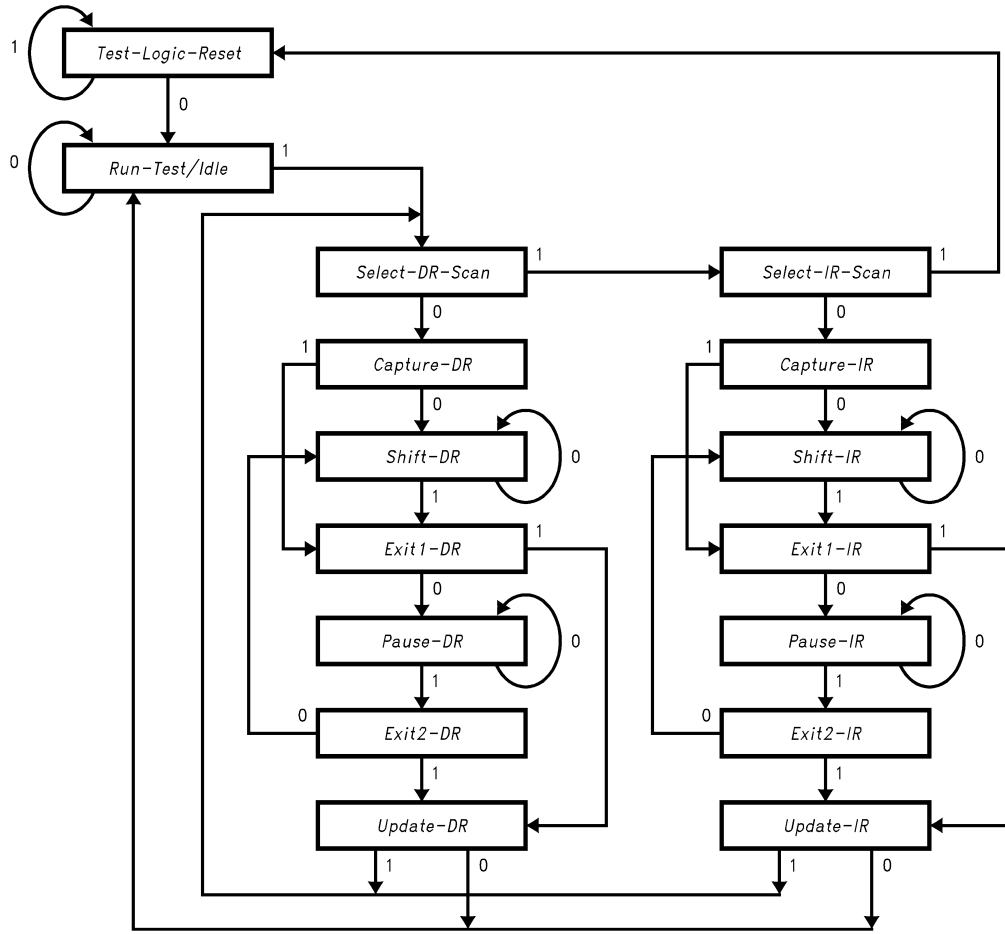 1
Test-Logic-Reset
0
0
Run-Test/Idle
1
Select-DR-Scan
1
Select-IR-Scan
1
0
0
1
Capture-DR
1
Capture-IR
0
0
Shift-DR
0
Shift-IR
0
1
1
Exit1-DR
1
Exit1-IR
1
0
0
Pause-DR
0
Pause-IR
0
1
1
0
Exit2-DR
0
Exit2-IR
1
1
Update-DR
Update-IR
1
0
1
0